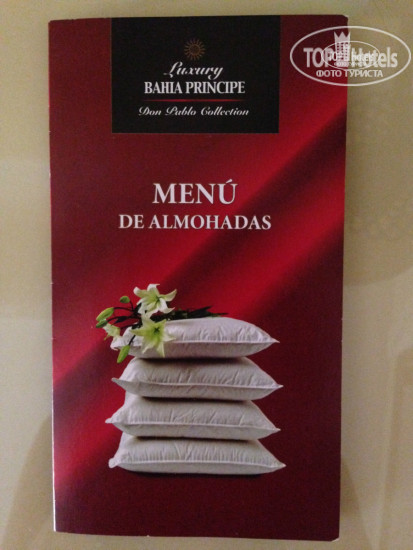 Luxury
BAHIA PRINCIPE
Don Pablo Collection
MENÚ
DE ALMOHADAS
TOP Hotels
ФОТО ТУРИСТА